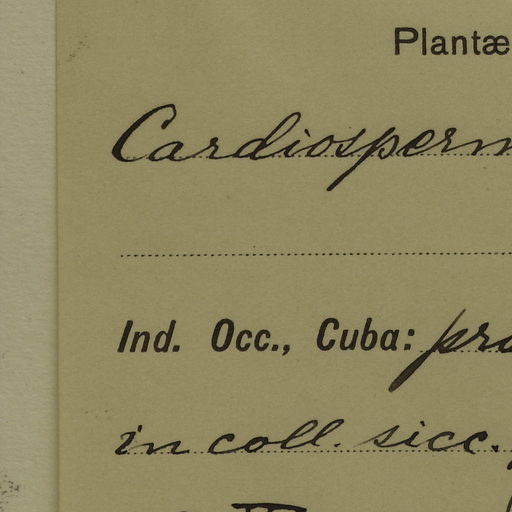 Plantæ
Cardiosperm
Ind. Occ., Cuba: pro
in coll. sicc.